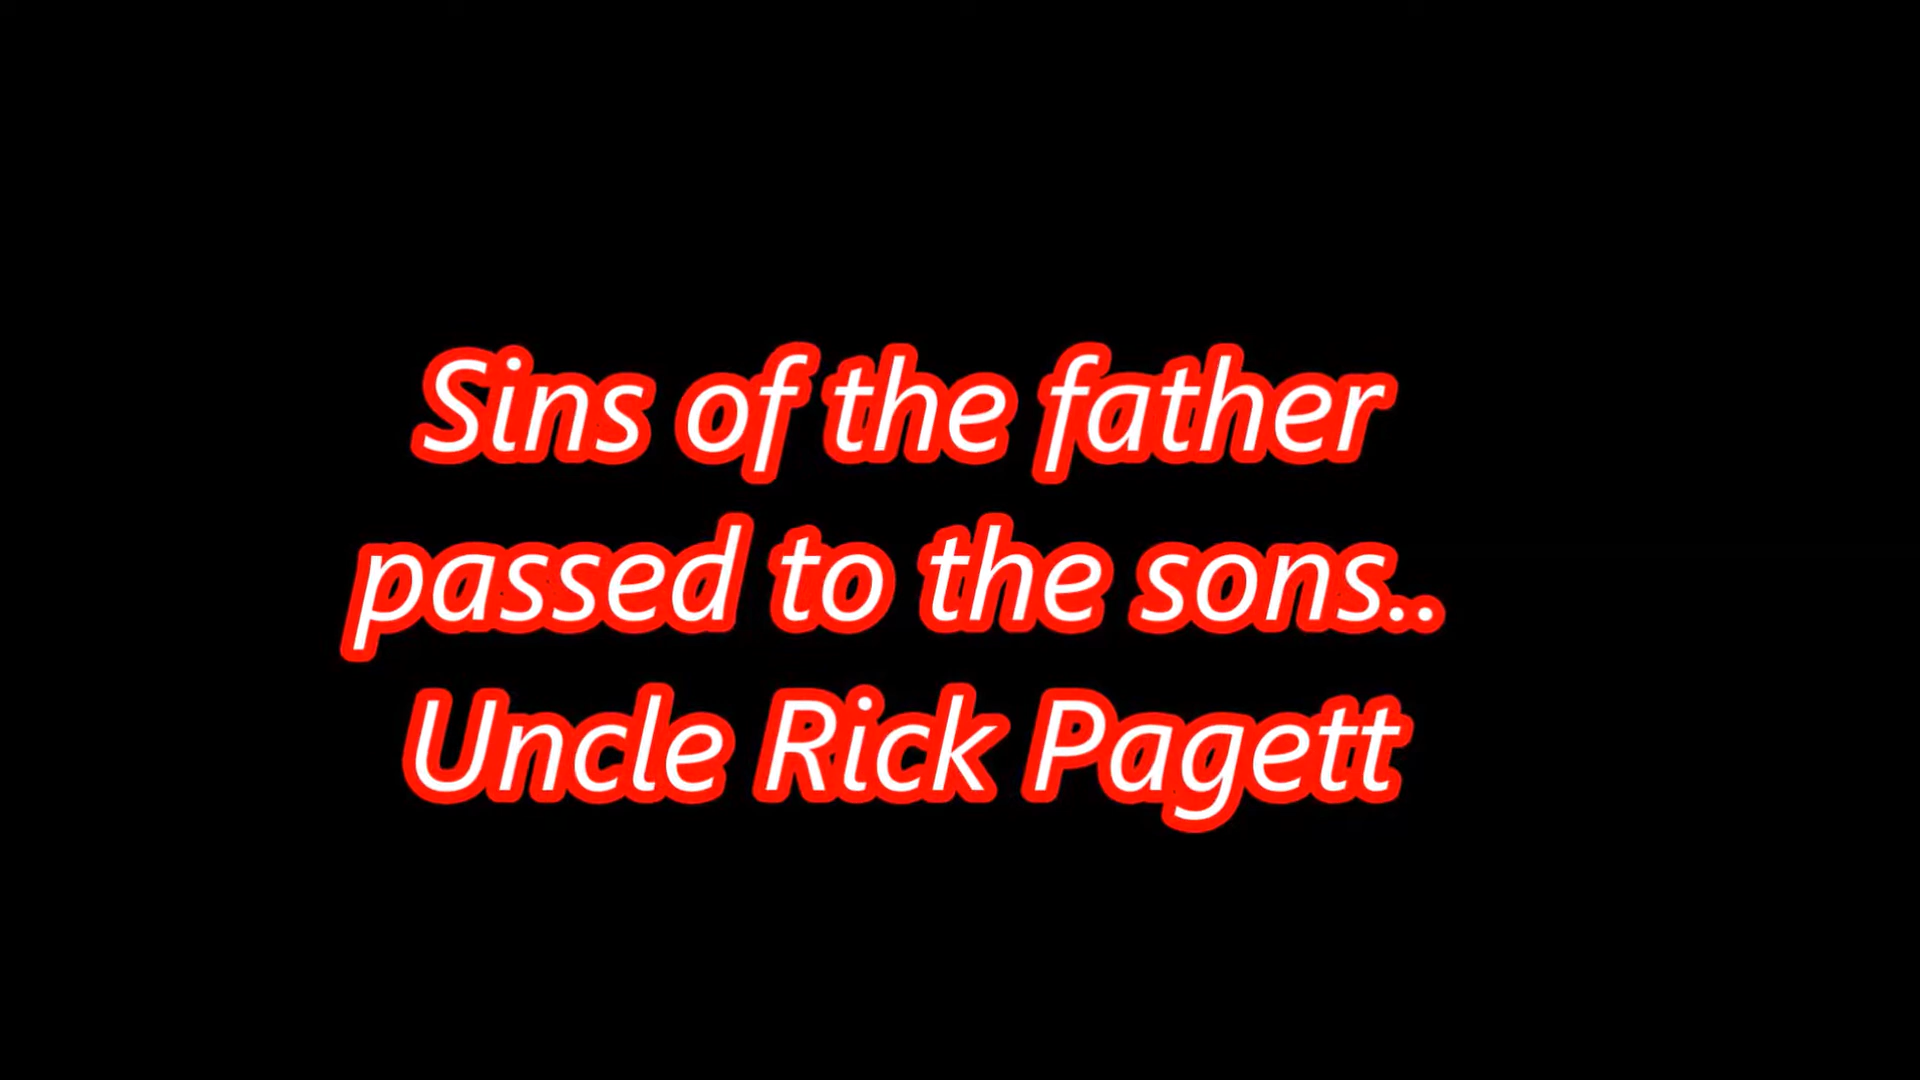 Sins of the father
passed to the sons..
Uncle Rick Pagett